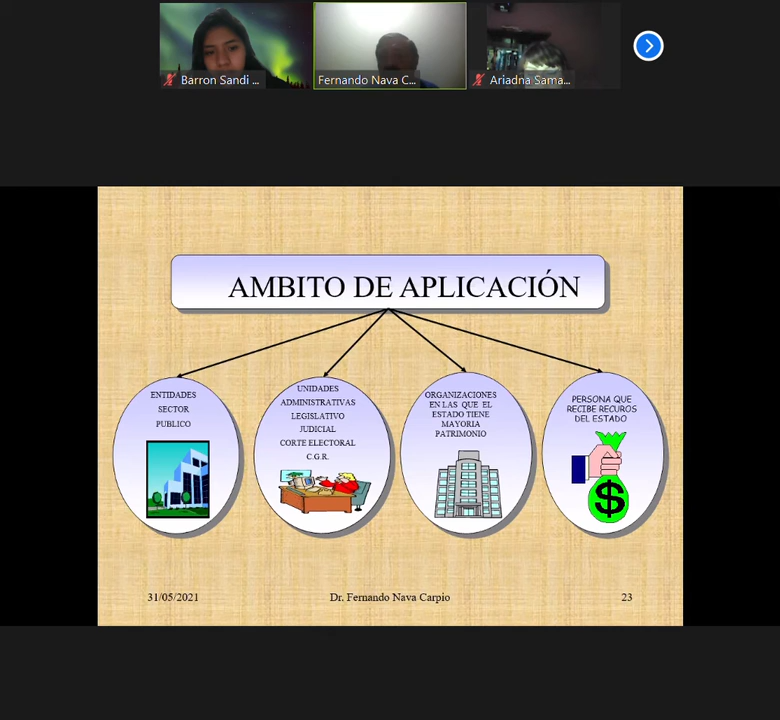 Barron Sandi ...
Fernando Nava C...
Ariadna Sama...
AMBITO DE APLICACIÓN
ENTIDADES
SECTOR
PUBLICO
UNIDADES
ADMINISTRATIVAS
LEGISLATIVO
JUDICIAL
CORTE ELECTORAL
C.G.R.
ORGANIZACIONES
EN LAS QUE EL
ESTADO TIENE
MAYORIA
PATRIMONIO
PERSONA QUE
RECIBE RECUROS
DEL ESTADO
$
31/05/2021
Dr. Fernando Nava Carpio
23